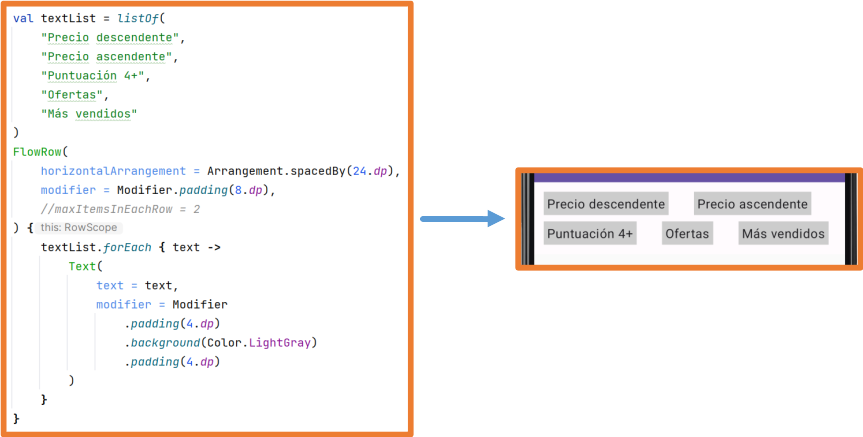 val textList = listOf(
"Precio descendente",
"Precio ascendente",
"Puntuación 4+",
"Ofertas",
"Más vendidos"
)
FlowRow(
horizontalArrangement = Arrangement.spacedBy(24.dp),
modifier = Modifier.padding(8.dp),
//maxItemsInEachRow = 2
) { this: RowScope
textList.forEach { text ->
Text(
text = text,
modifier = Modifier
.padding(4.dp)
.background(Color.LightGray)
.padding(4.dp)
)
}
}
Precio descendente Precio ascendente
Puntuación 4+ Ofertas Más vendidos